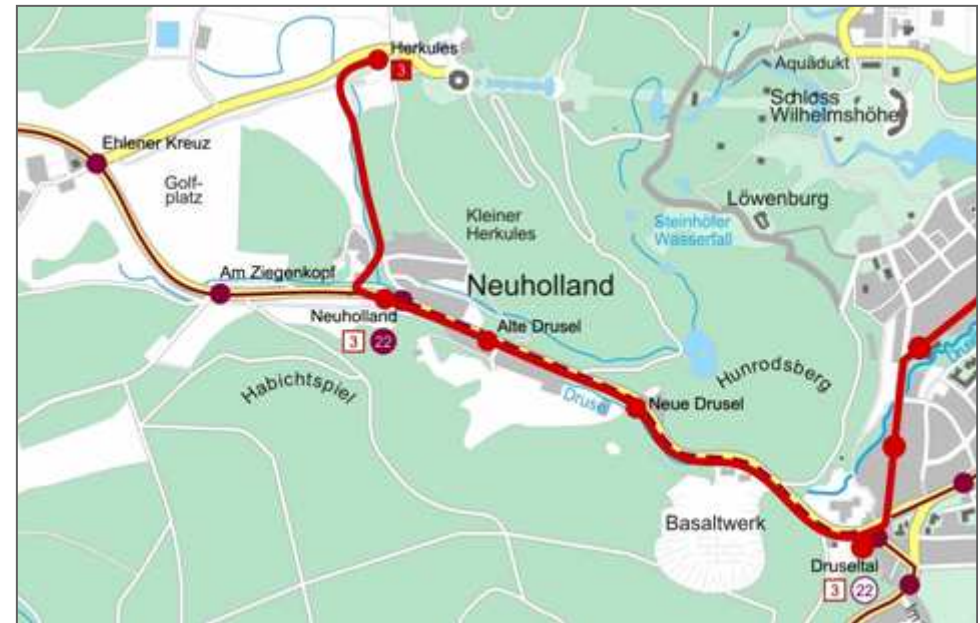 Herkules
3
Aquädukt
Schloss
Wilhelmshöhe
Ehlener Kreuz
Golf-
platz
Löwenburg
Kleiner
Herkules
Steinhöfer
Wasserfall
Am Ziegenkopf
Neuholland
Neuholland
3 22
Alte Drusel
Hunrodsberg
Habichtspiel
Drusel
Neue Drusel
Basaltwerk
Druseltal
3 22
Im